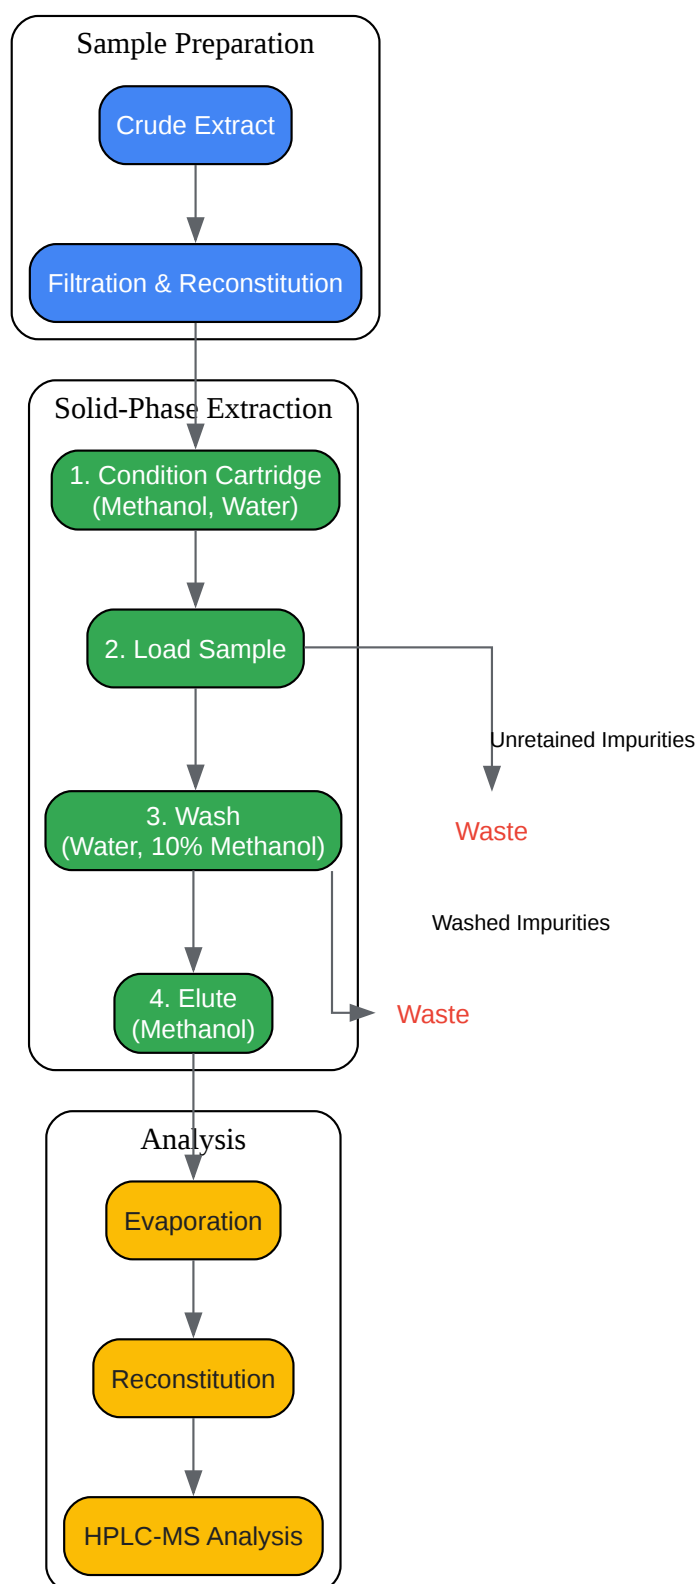 Sample Preparation
Crude Extract
Filtration & Reconstitution
Solid-Phase Extraction
1. Condition Cartridge
(Methanol, Water)
2. Load Sample
Unretained Impurities
3. Wash
(Water, 10% Methanol)
Waste
Washed Impurities
4. Elute
(Methanol)
Waste
Analysis
Evaporation
Reconstitution
HPLC-MS Analysis